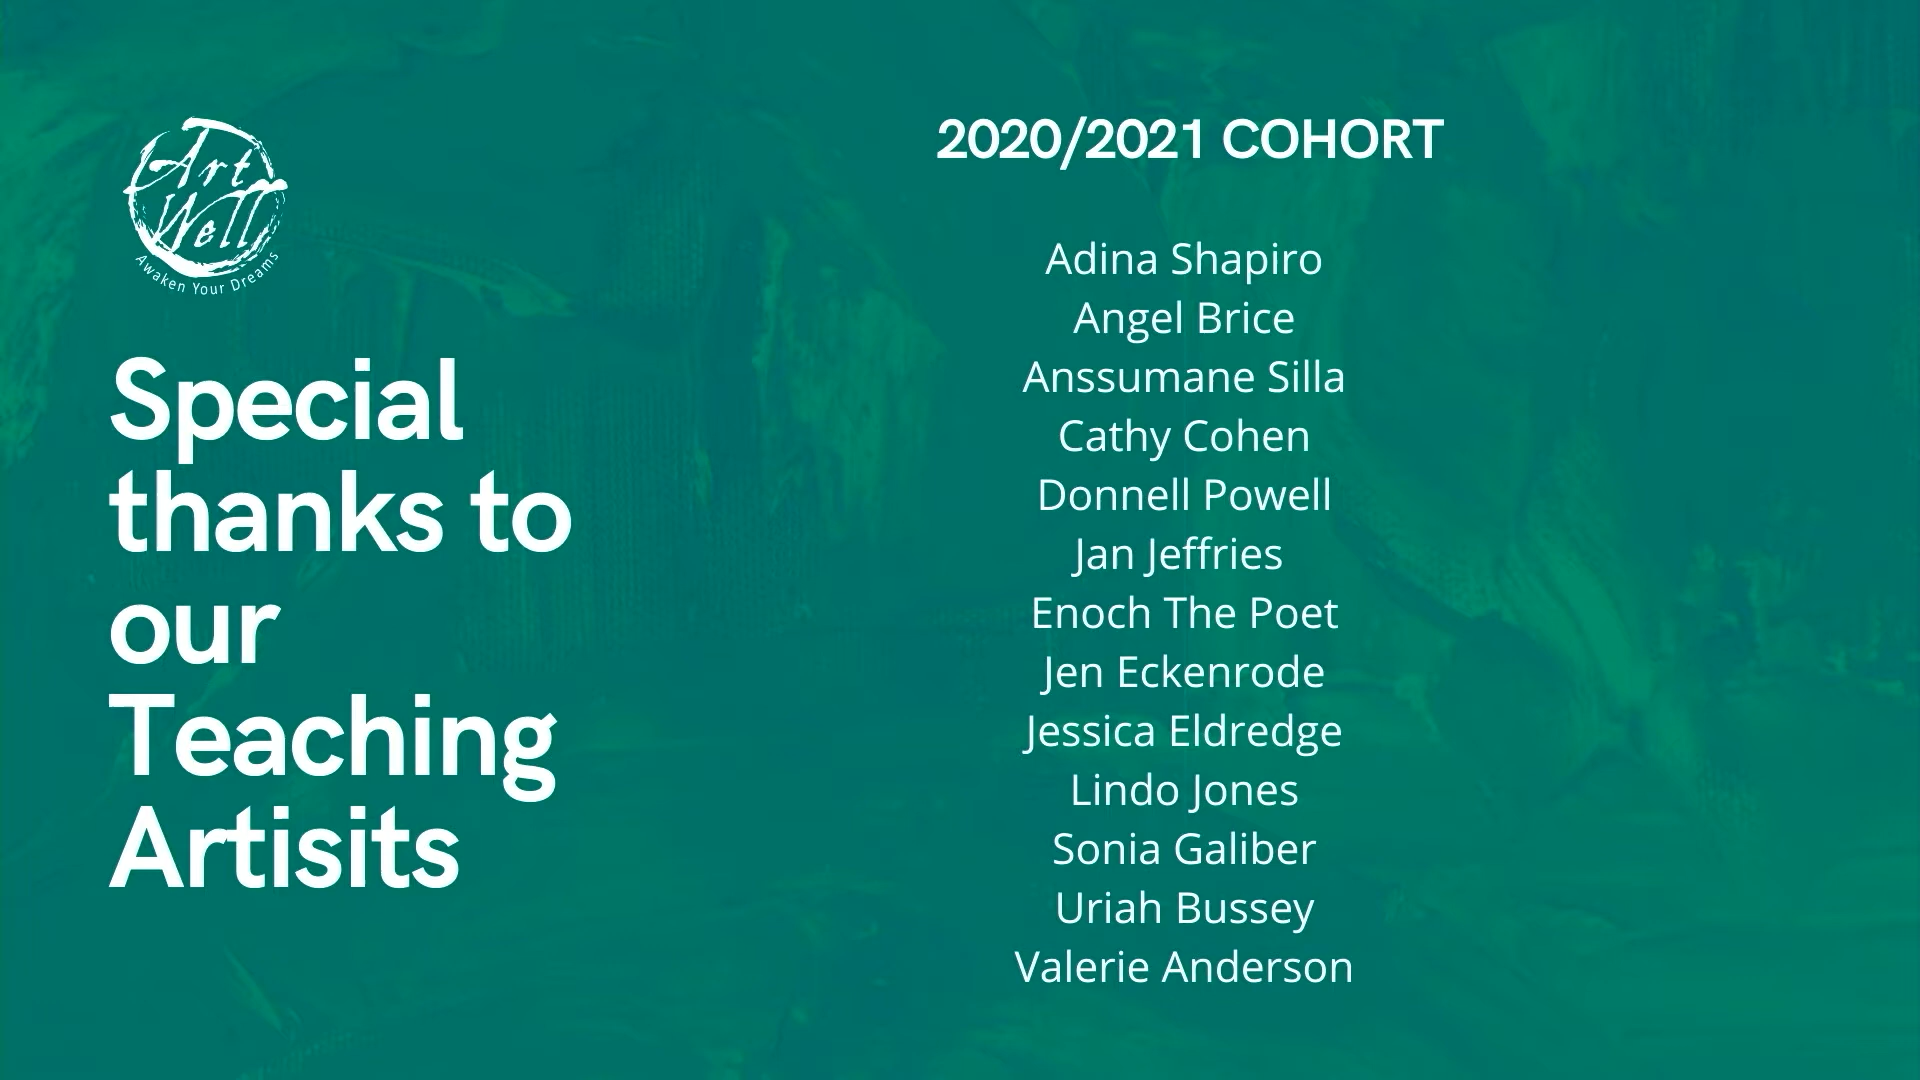 Art
Well
Awaken Your Dreams
Special
thanks to
our
Teaching
Artisits
2020/2021 COHORT
Adina Shapiro
Angel Brice
Anssumane Silla
Cathy Cohen
Donnell Powell
Jan Jeffries
Enoch The Poet
Jen Eckenrode
Jessica Eldredge
Lindo Jones
Sonia Galiber
Uriah Bussey
Valerie Anderson